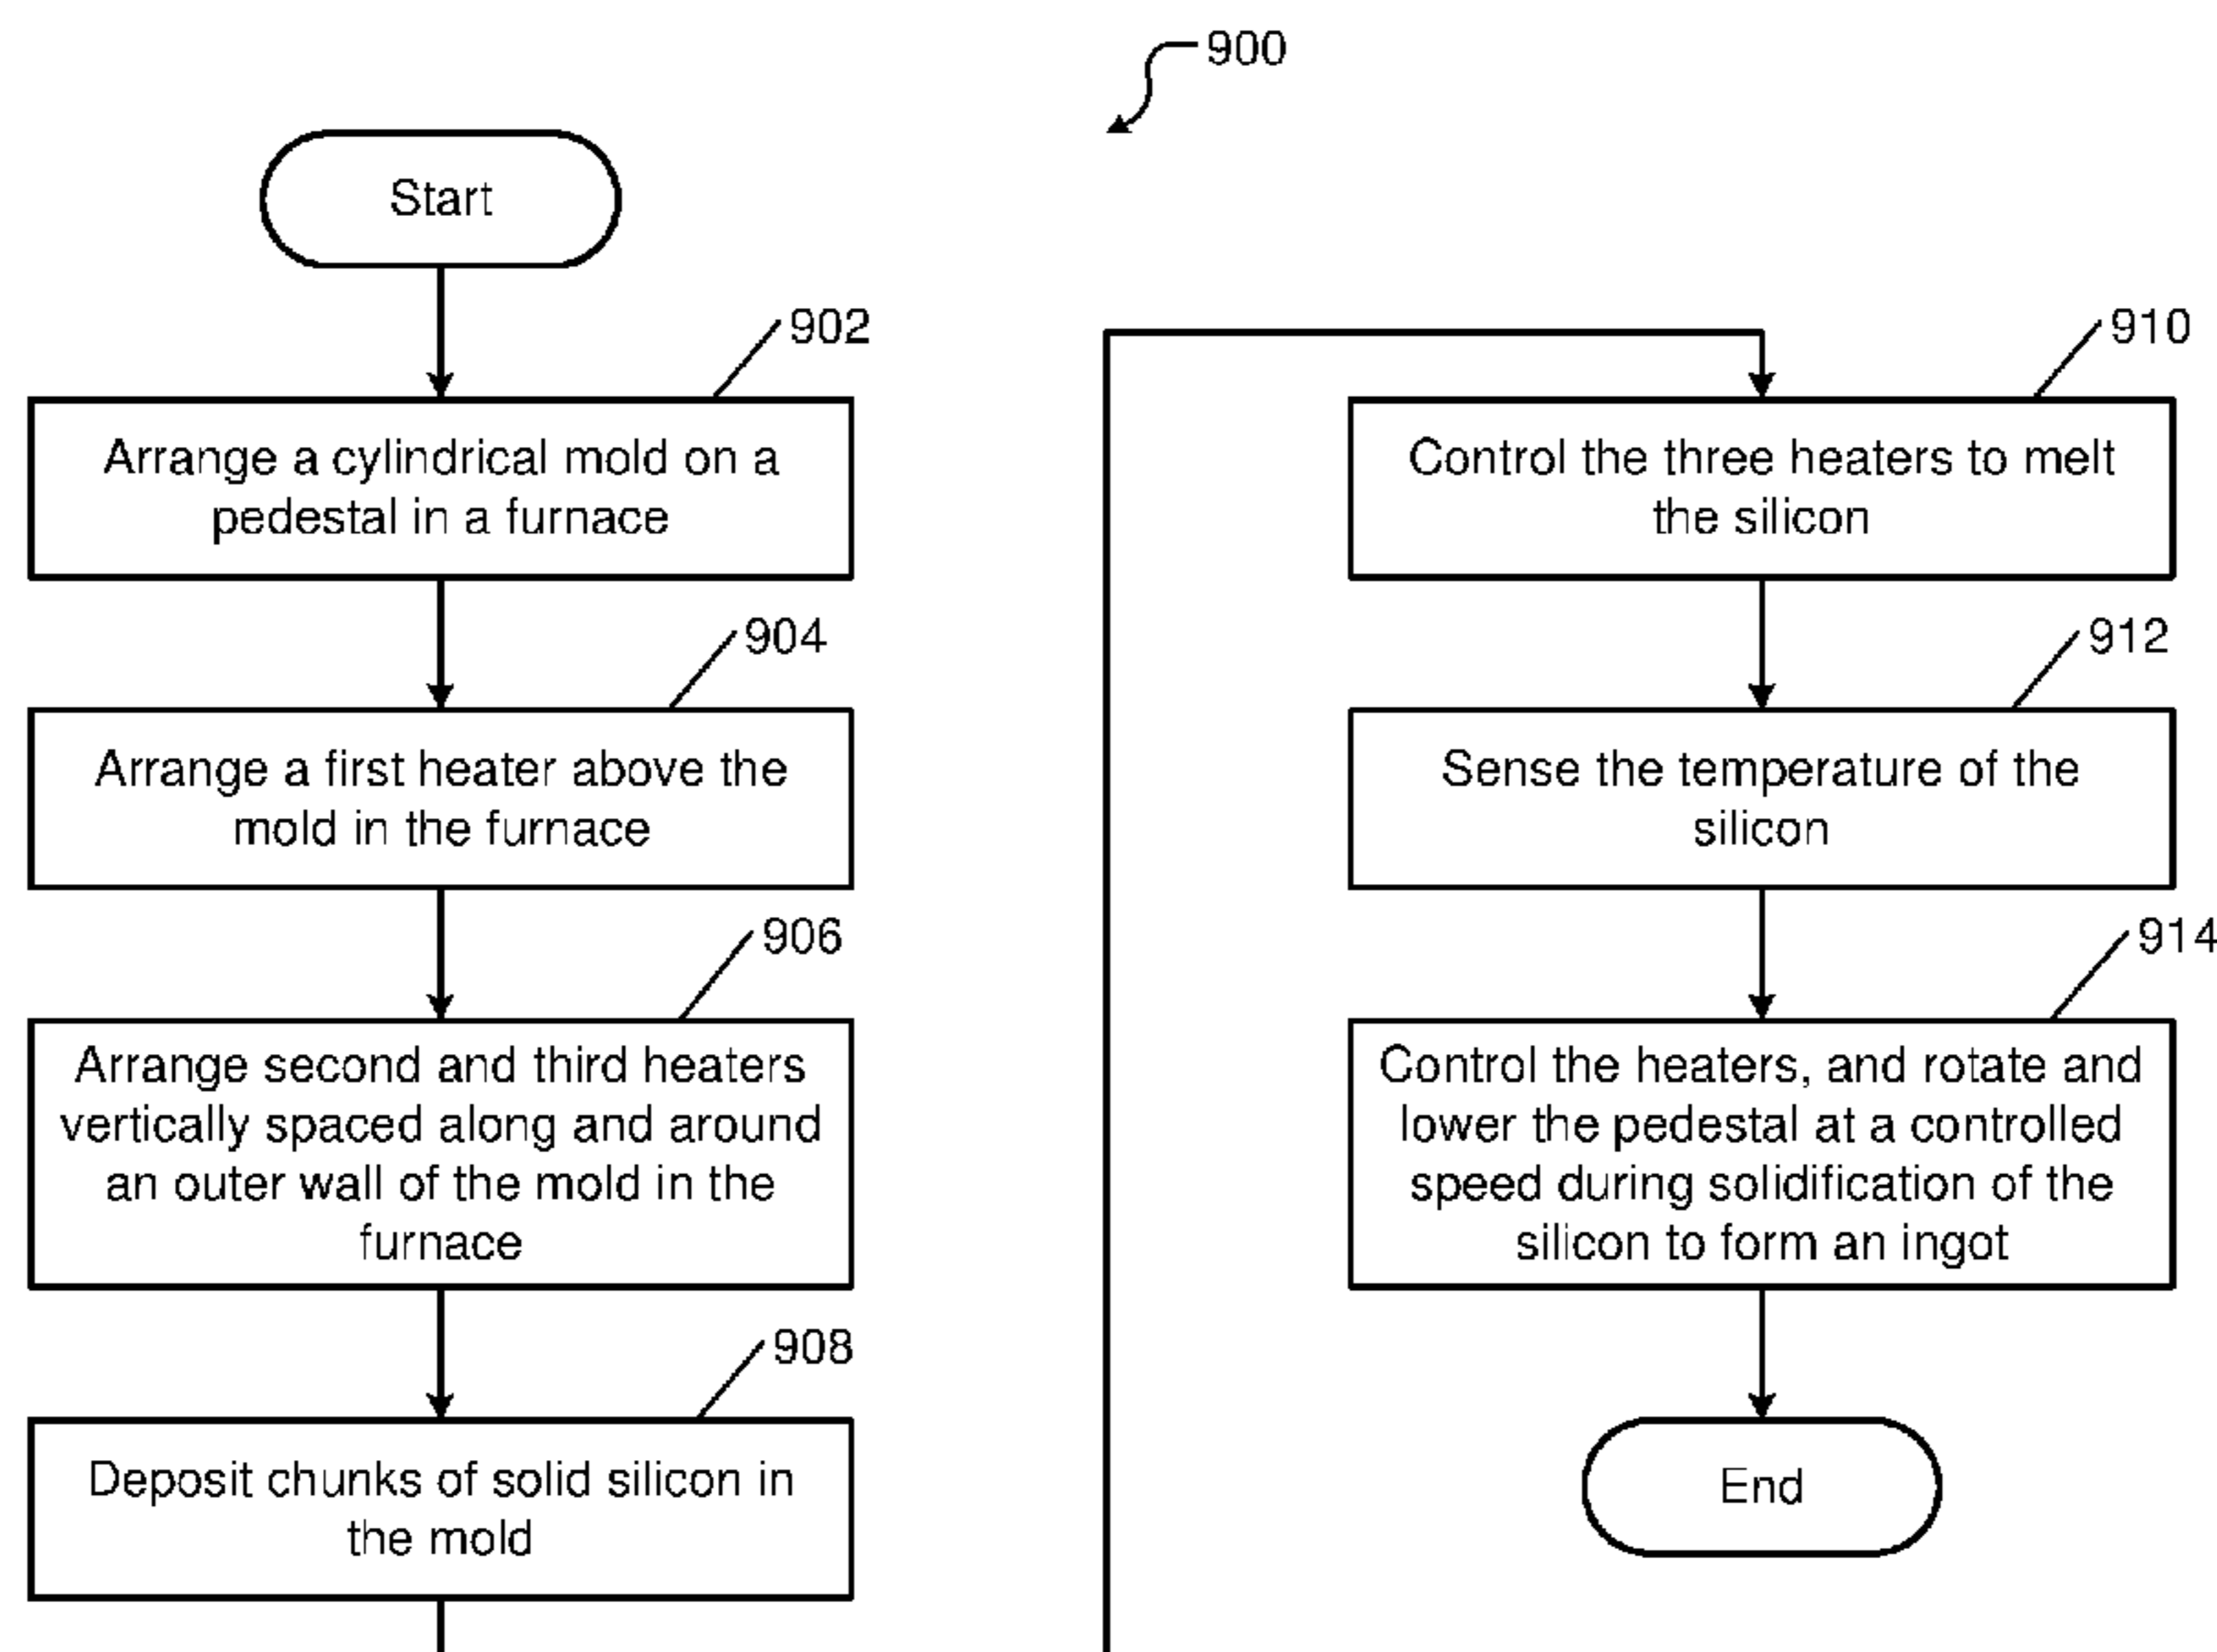 900
Start
902
Arrange a cylindrical mold on a
pedestal in a furnace
904
Arrange a first heater above the
mold in the furnace
906
Arrange second and third heaters
vertically spaced along and around
an outer wall of the mold in the
furnace
908
Deposit chunks of solid silicon in
the mold
910
Control the three heaters to melt
the silicon
912
Sense the temperature of the
silicon
914
Control the heaters, and rotate and
lower the pedestal at a controlled
speed during solidification of the
silicon to form an ingot
End